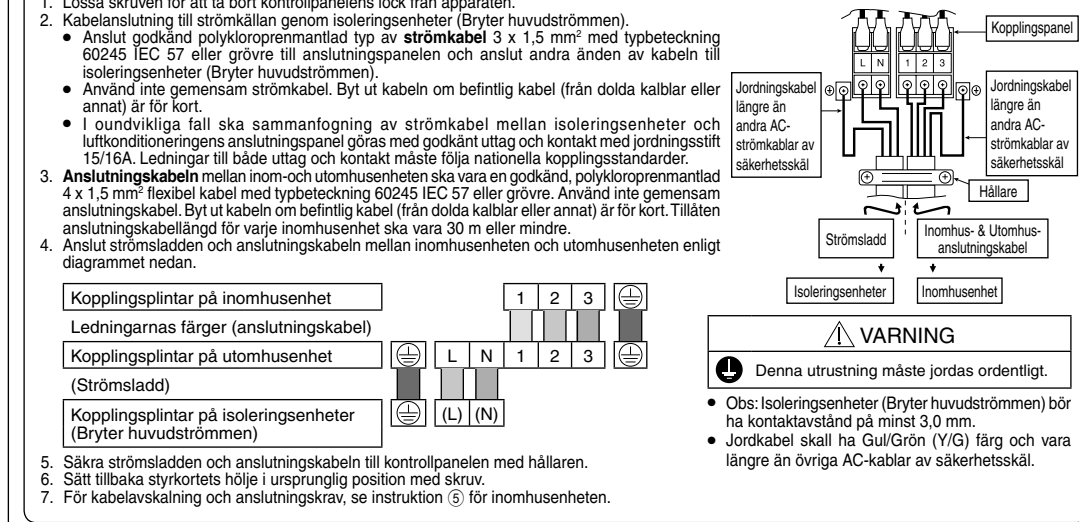 1. Lossa skruven för att ta bort kontrollpanelens lock från apparaten.
2. Kabelanslutning till strömkällan genom isoleringsenheter (Bryter huvudströmmen).
• Anslut godkänd polykloroprenmantlad typ av strömkabel 3 x 1,5 mm² med typbeteckning
60245 IEC 57 eller grövre till anslutningspanelen och anslut andra änden av kabeln till
isoleringsenheter (Bryter huvudströmmen).
• Använd inte gemensam strömkabel. Byt ut kabeln om befintlig kabel (från dolda kalblar eller
annat) är för kort.
• I oundvikliga fall ska sammanfogning av strömkabel mellan isoleringsenheter och
luftkonditioneringens anslutningspanel göras med godkänt uttag och kontakt med jordningsstift
15/16A. Ledningar till både uttag och kontakt måste följa nationella kopplingsstandarder.
3. Anslutningskabeln mellan inom-och utomhusenheten ska vara en godkänd, polykloroprenmantlad
4 x 1,5 mm² flexibel kabel med typbeteckning 60245 IEC 57 eller grövre. Använd inte gemensam
anslutningskabel. Byt ut kabeln om befintlig kabel (från dolda kalblar eller annat) är för kort. Tillåten
anslutningskabellängd för varje inomhusenhet ska vara 30 m eller mindre.
4. Anslut strömsladden och anslutningskabeln mellan inomhusenheten och utomhusenheten enligt
diagrammet nedan.
Kopplingsplintar på inomhusenhet
1 2 3
Ledningarnas färger (anslutningskabel)
Kopplingsplintar på utomhusenhet
L N 1 2 3
(Strömsladd)
Kopplingsplintar på isoleringsenheter
(Bryter huvudströmmen)
(L) (N)
5. Säkra strömsladden och anslutningskabeln till kontrollpanelen med hållaren.
6. Sätt tillbaka styrkortets hölje i ursprunglig position med skruv.
7. För kabelavskalning och anslutningskrav, se instruktion ⑤ för inomhusenheten.
Kopplingspanel
L N 1 2 3
Jordningskabel
längre än
andra AC-
strömkablar av
säkerhetsskäl
Jordningskabel
längre än
andra AC-
strömkablar av
säkerhetsskäl
Hållare
Strömsladd
Inomhus- & Utomhus-
anslutningskabel
Isoleringsenheter
Inomhusenhet
VARNING
Denna utrustning måste jordas ordentligt.
• Obs: Isoleringsenheter (Bryter huvudströmmen) bör
ha kontaktavstånd på minst 3,0 mm.
• Jordkabel skall ha Gul/Grön (Y/G) färg och vara
längre än övriga AC-kablar av säkerhetsskäl.